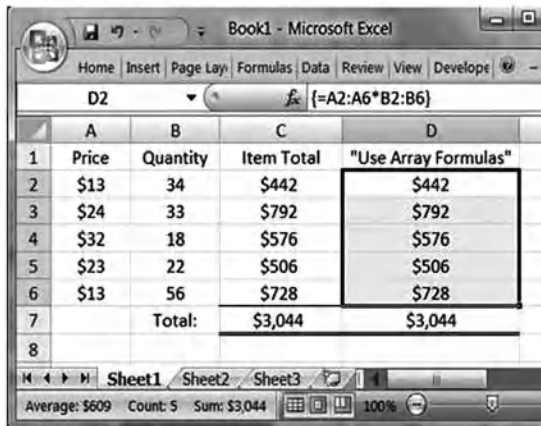 Book1 - Microsoft Excel
Home Insert Page Lay Formulas Data Review View Develope
D2 fx {=A2:A6*B2:B6}
A B C D
1 Price Quantity Item Total "Use Array Formulas"
2 $13 34 $442 $442
3 $24 33 $792 $792
4 $32 18 $576 $576
5 $23 22 $506 $506
6 $13 56 $728 $728
7 Total: $3,044 $3,044
8
Sheet1 Sheet2 Sheet3
Average: $609 Count: 5 Sum: $3,044 100%